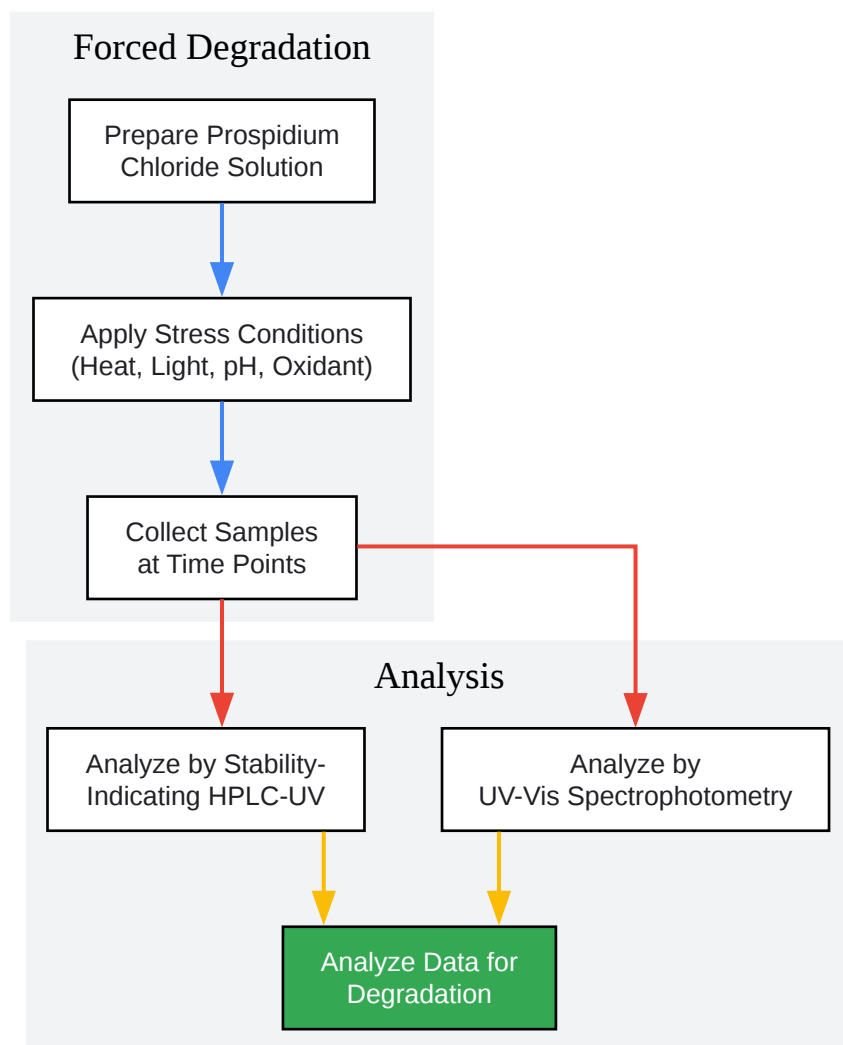 Forced Degradation
Prepare Prospidium
Chloride Solution
Apply Stress Conditions
(Heat, Light, pH, Oxidant)
Collect Samples
at Time Points
Analysis
Analyze by Stability-
Indicating HPLC-UV
Analyze by
UV-Vis Spectrophotometry
Analyze Data for
Degradation